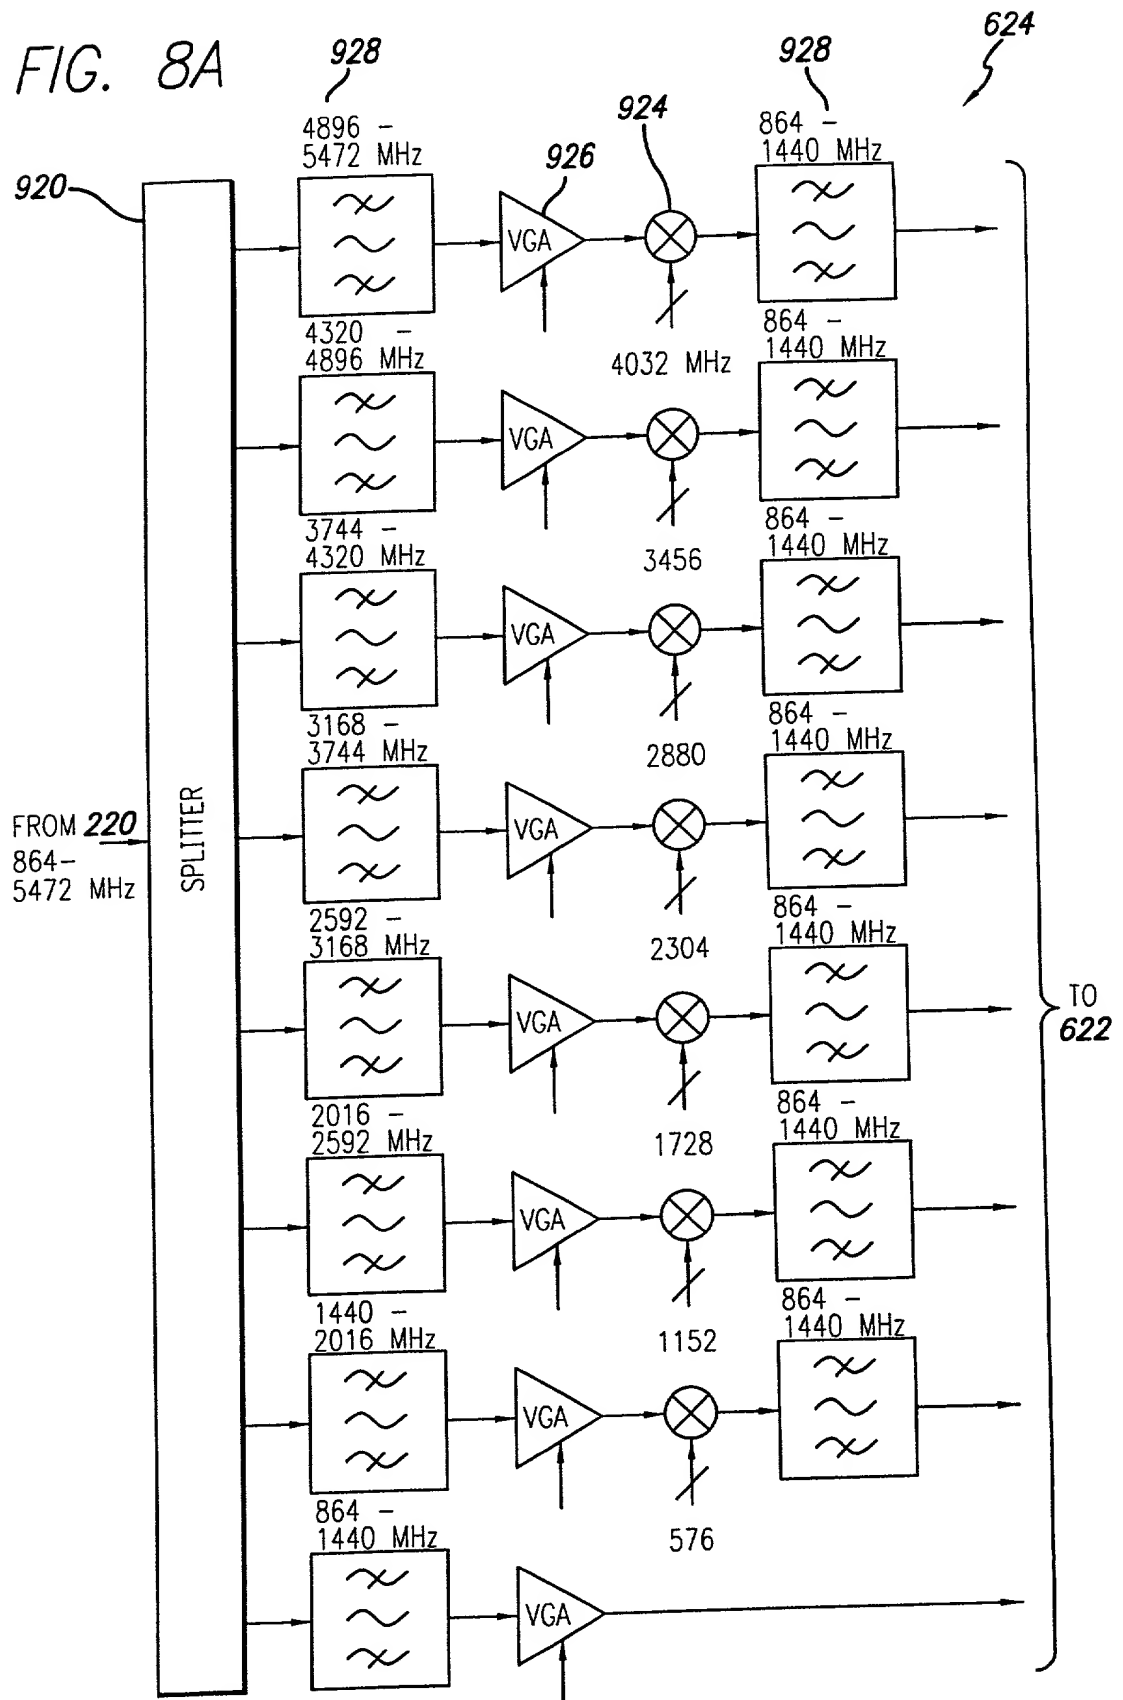 FIG. 8A
624
928
928
924
926
920
4896 -
5472 MHz
864 -
1440 MHz
VGA
4032 MHz
4320 -
4896 MHz
864 -
1440 MHz
VGA
3456
3744 -
4320 MHz
864 -
1440 MHz
VGA
2880
3168 -
3744 MHz
864 -
1440 MHz
VGA
2304
FROM 220
864-
5472 MHz
SPLITTER
2592 -
3168 MHz
864 -
1440 MHz
VGA
1728
TO
622
2016 -
2592 MHz
864 -
1440 MHz
VGA
1152
1440 -
2016 MHz
864 -
1440 MHz
VGA
576
864 -
1440 MHz
VGA